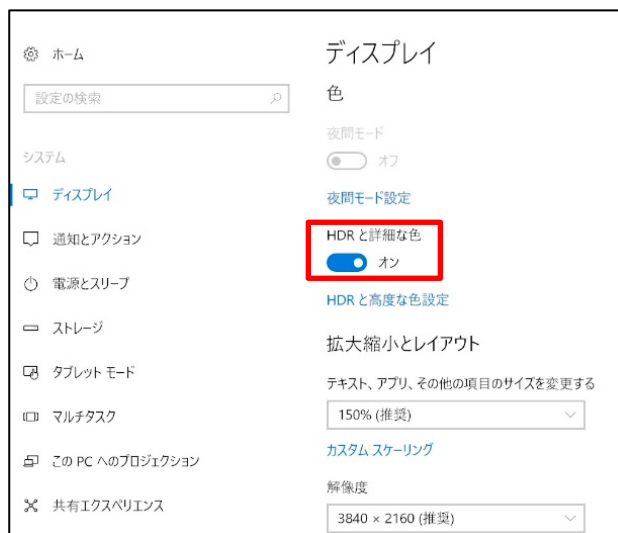 ホーム
設定の検索
システム
ディスプレイ
通知とアクション
電源とスリープ
ストレージ
タブレット モード
マルチタスク
この PC へのプロジェクション
共有エクスペリエンス
ディスプレイ
色
夜間モード
オフ
夜間モード設定
HDR と詳細な色
オン
HDR と高度な色設定
拡大縮小とレイアウト
テキスト、アプリ、その他の項目のサイズを変更する
150% (推奨)
カスタム スケーリング
解像度
3840 × 2160 (推奨)